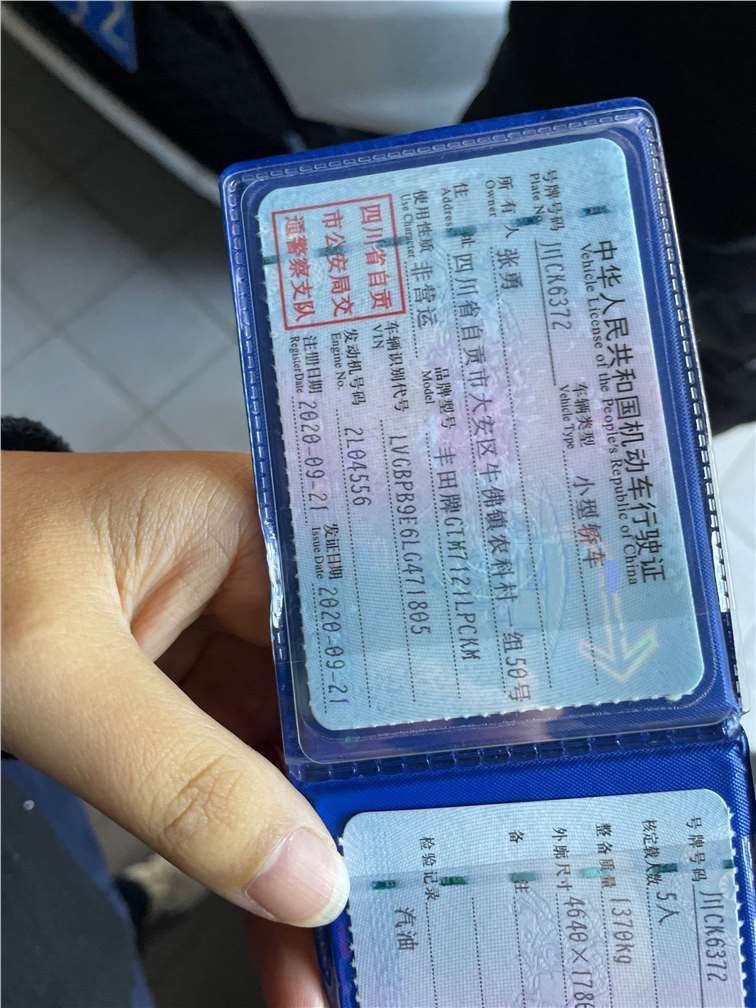 中华人民共和国机动车行驶证
Vehicle License of the People's Republic of China
号牌号码 川CK6372 车辆类型 小型轿车
Plate No. Vehicle Type
所有人 张勇
Owner
住址 四川省自贡市大安区牛佛镇农科村一组50号
Address
使用性质 非营运 品牌型号 丰田牌GTM7121LPCKM
Use Character Model
四川省自贡
市公安局交
通警察支队
车辆识别代号 LVGBPB9E6LG471805
VIN
发动机号码 2L04556
Engine No.
注册日期 2020-09-21 发证日期 2020-09-21
Register Date Issue Date
号牌号码 川CK6372
核定载人数 5人
整备质量 1370kg
外廓尺寸 4640×178
备注
检验记录 汽油